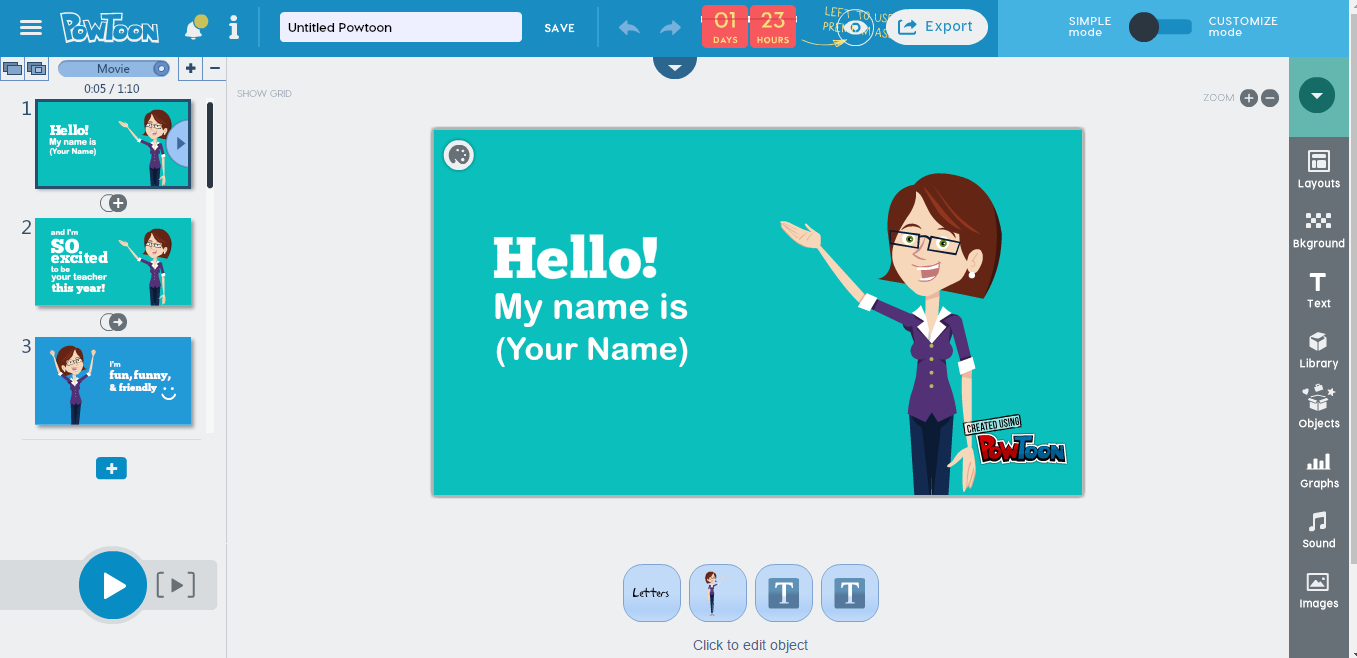 PowToon
i
Untitled Powtoon
SAVE
01
DAYS
23
HOURS
LEFT TO USE
Export
SIMPLE
mode
CUSTOMIZE
mode
Movie
0:05 / 1:10
1
Hello!
My name is
(Your Name)
2
and I'm
SO
excited
to be
your teacher
this year!
3
I'm
fun, funny,
& friendly
SHOW GRID
ZOOM
Hello!
My name is
(Your Name)
CREATED USING
PowToon
Letters
T
T
Click to edit object
Layouts
Bkground
T
Text
Library
Objects
Graphs
Sound
Images